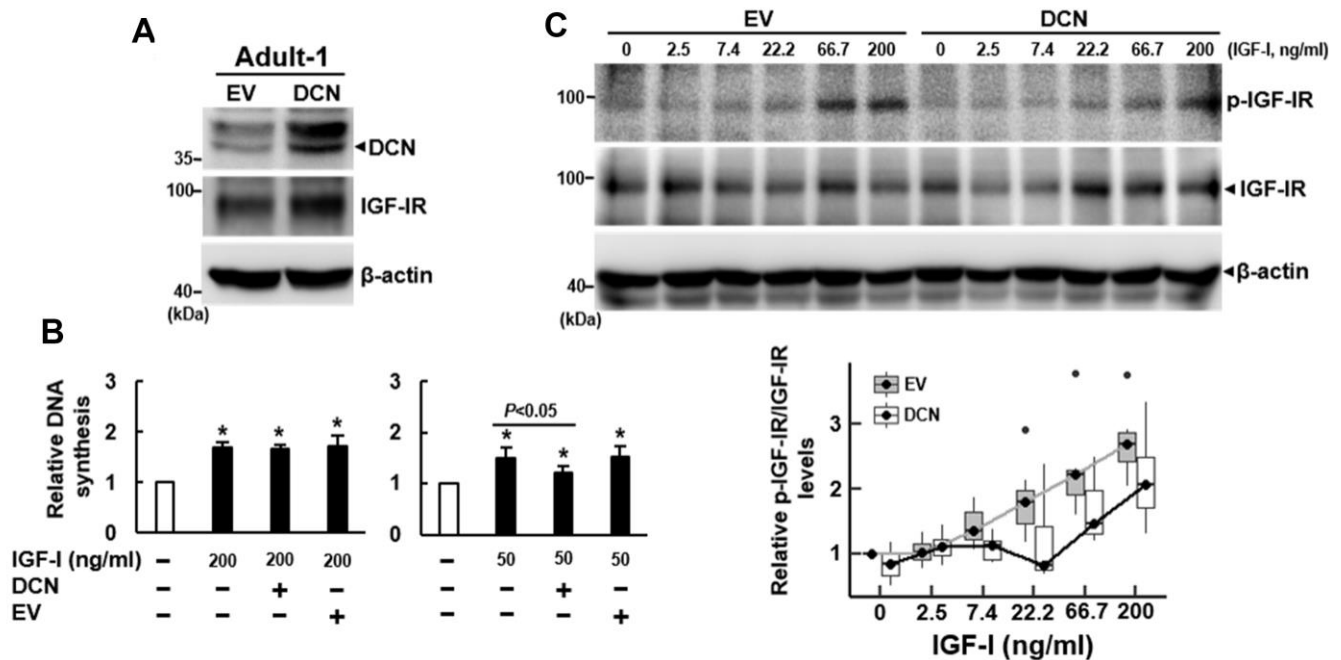 A
Adult-1
EV DCN
DCN
35
100
IGF-IR
β-actin
40
(kDa)
C
EV DCN
0 2.5 7.4 22.2 66.7 200 0 2.5 7.4 22.2 66.7 200 (IGF-I, ng/ml)
100
p-IGF-IR
100
IGF-IR
β-actin
40
(kDa)
B
Relative DNA
synthesis
3
2
1
0
* * *
IGF-I (ng/ml) – 200 200 200
DCN – – + –
EV – – – +
3
2
1
0
P<0.05
* * *
– 50 50 50
– – + –
– – – +
Relative p-IGF-IR/IGF-IR
levels
3
2
1
EV
DCN
0 2.5 7.4 22.2 66.7 200
IGF-I (ng/ml)